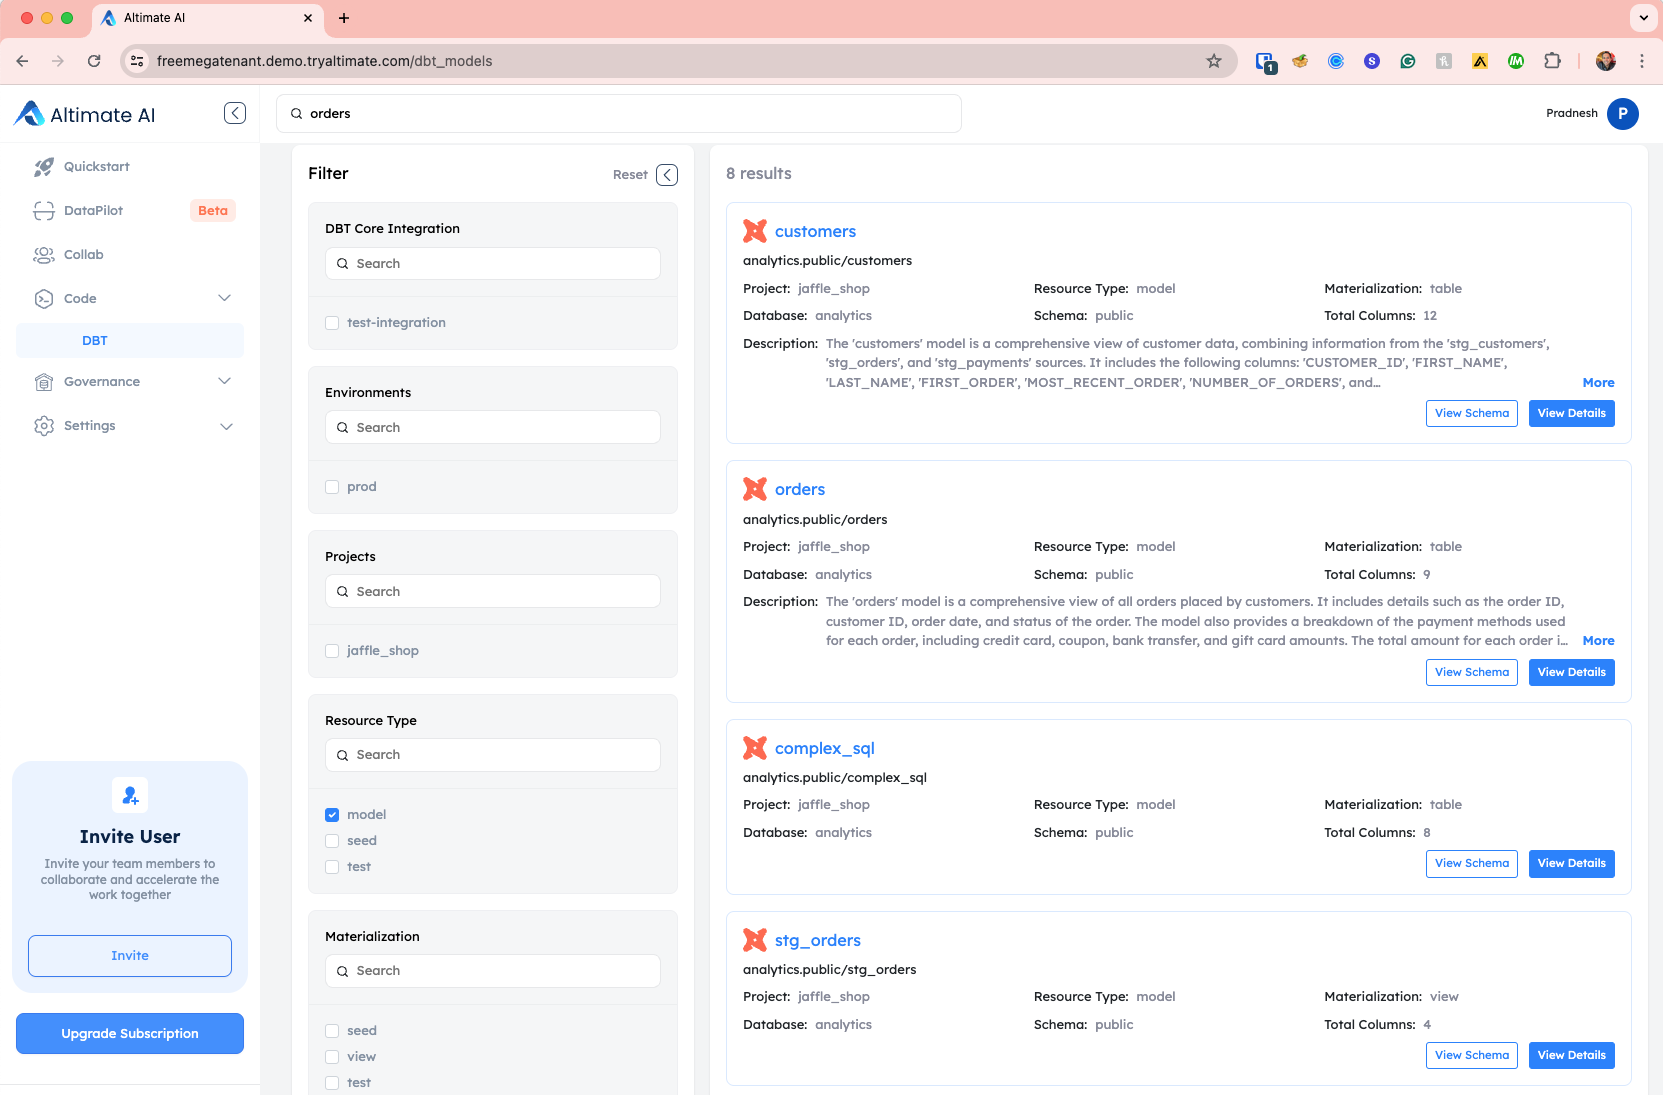 Altimate AI
freemegatenant.demo.tryaltimate.com/dbt_models
1
Altimate AI
orders
Pradnesh
P
Quickstart
DataPilot
Beta
Collab
Code
DBT
Governance
Settings
Invite User
Invite your team members to
collaborate and accelerate the
work together
Invite
Upgrade Subscription
Filter
Reset
DBT Core Integration
Search
test-integration
Environments
Search
prod
Projects
Search
jaffle_shop
Resource Type
Search
model
seed
test
Materialization
Search
seed
view
test
8 results
customers
analytics.public/customers
Project: jaffle_shop Resource Type: model Materialization: table
Database: analytics Schema: public Total Columns: 12
Description: The 'customers' model is a comprehensive view of customer data, combining information from the 'stg_customers',
'stg_orders', and 'stg_payments' sources. It includes the following columns: 'CUSTOMER_ID', 'FIRST_NAME',
'LAST_NAME', 'FIRST_ORDER', 'MOST_RECENT_ORDER', 'NUMBER_OF_ORDERS', and... More
View Schema View Details
orders
analytics.public/orders
Project: jaffle_shop Resource Type: model Materialization: table
Database: analytics Schema: public Total Columns: 9
Description: The 'orders' model is a comprehensive view of all orders placed by customers. It includes details such as the order ID,
customer ID, order date, and status of the order. The model also provides a breakdown of the payment methods used
for each order, including credit card, coupon, bank transfer, and gift card amounts. The total amount for each order i... More
View Schema View Details
complex_sql
analytics.public/complex_sql
Project: jaffle_shop Resource Type: model Materialization: table
Database: analytics Schema: public Total Columns: 8
View Schema View Details
stg_orders
analytics.public/stg_orders
Project: jaffle_shop Resource Type: model Materialization: view
Database: analytics Schema: public Total Columns: 4
View Schema View Details